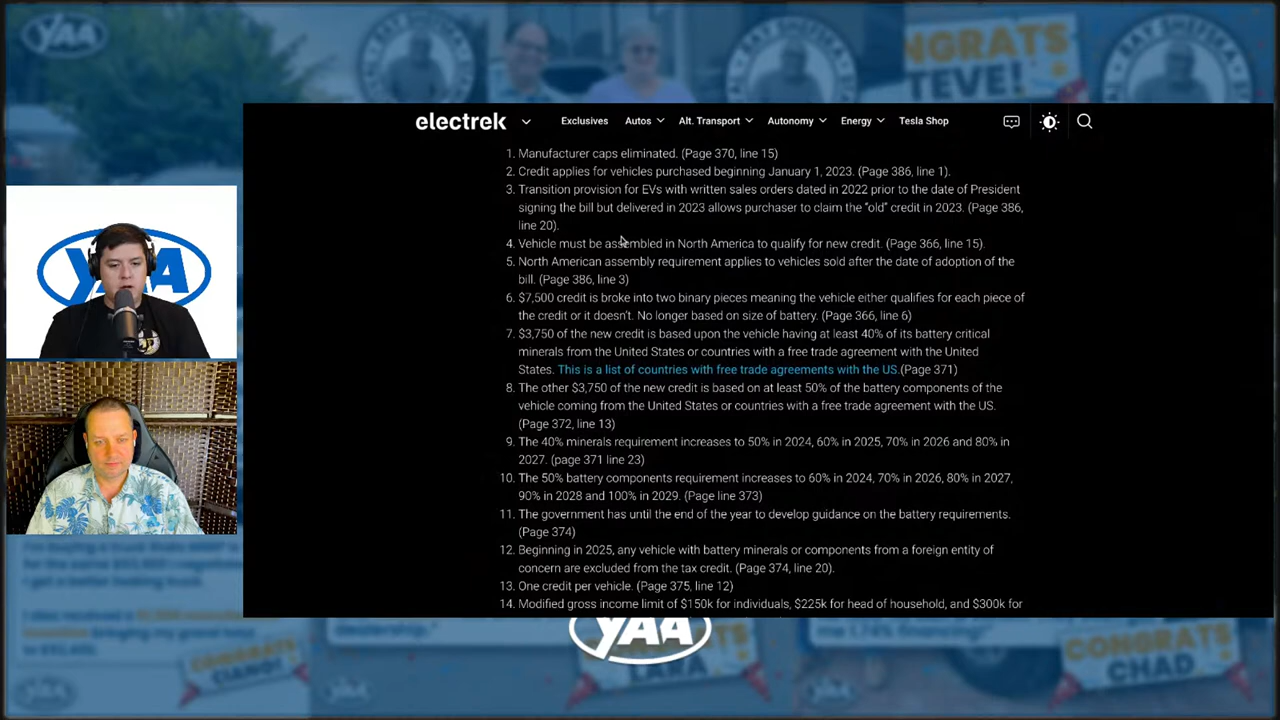 YAA
NGRATS
TEVE!
RAY SHEFSKA
electrek
Exclusives
Autos
Alt. Transport
Autonomy
Energy
Tesla Shop
1. Manufacturer caps eliminated. (Page 370, line 15)
2. Credit applies for vehicles purchased beginning January 1, 2023. (Page 386, line 1).
3. Transition provision for EVs with written sales orders dated in 2022 prior to the date of President
signing the bill but delivered in 2023 allows purchaser to claim the “old” credit in 2023. (Page 386,
line 20).
4. Vehicle must be assembled in North America to qualify for new credit. (Page 366, line 15).
5. North American assembly requirement applies to vehicles sold after the date of adoption of the
bill. (Page 386, line 3)
6. $7,500 credit is broke into two binary pieces meaning the vehicle either qualifies for each piece of
the credit or it doesn’t. No longer based on size of battery. (Page 366, line 6)
7. $3,750 of the new credit is based upon the vehicle having at least 40% of its battery critical
minerals from the United States or countries with a free trade agreement with the United
States. This is a list of countries with free trade agreements with the US.(Page 371)
8. The other $3,750 of the new credit is based on at least 50% of the battery components of the
vehicle coming from the United States or countries with a free trade agreement with the US.
(Page 372, line 13)
9. The 40% minerals requirement increases to 50% in 2024, 60% in 2025, 70% in 2026 and 80% in
2027. (page 371 line 23)
10. The 50% battery components requirement increases to 60% in 2024, 70% in 2026, 80% in 2027,
90% in 2028 and 100% in 2029. (Page line 373)
11. The government has until the end of the year to develop guidance on the battery requirements.
(Page 374)
12. Beginning in 2025, any vehicle with battery minerals or components from a foreign entity of
concern are excluded from the tax credit. (Page 374, line 20).
13. One credit per vehicle. (Page 375, line 12)
14. Modified gross income limit of $150k for individuals, $225k for head of household, and $300k for
YAA
YAA
dealership."
me 1.74% financing!"
CONGRATS
CIANO!
LARA
CONGRATS
CHAD